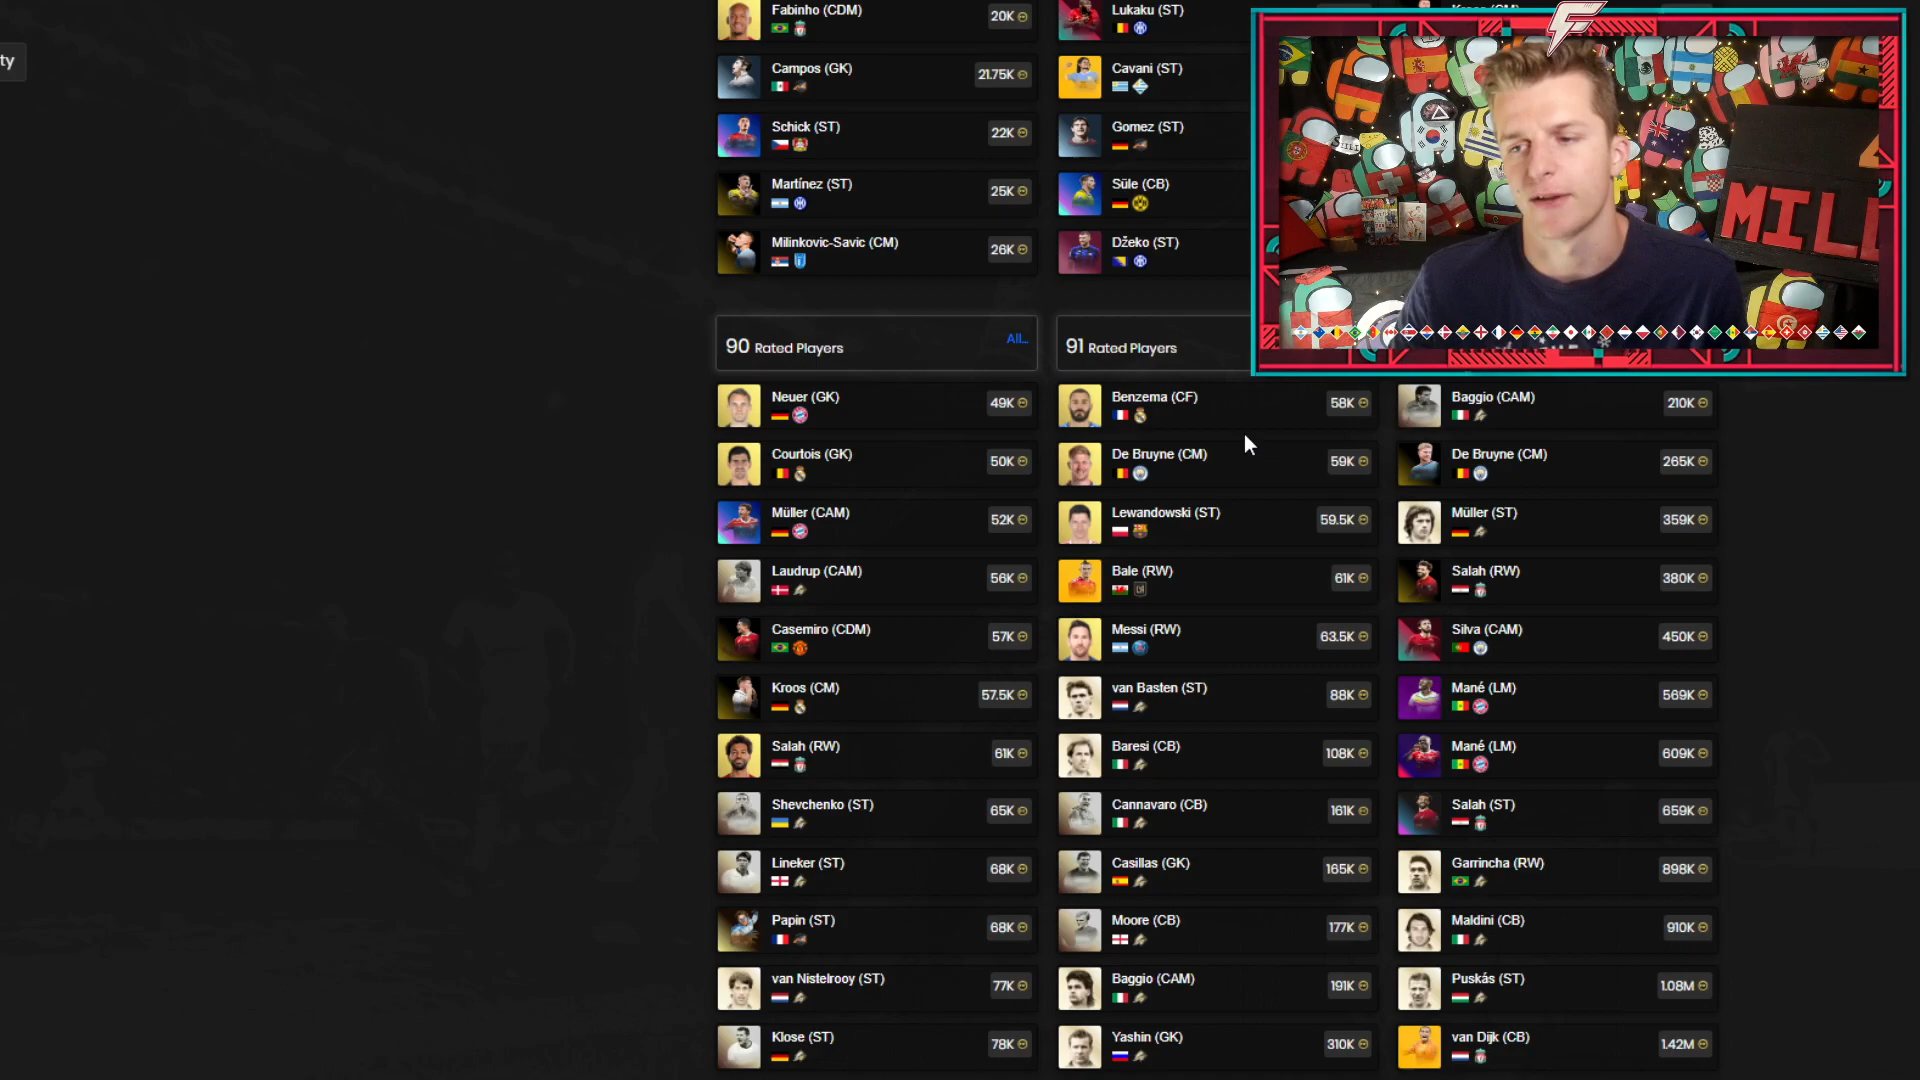 ty
Fabinho (CDM)
20K
Campos (GK)
21.75K
Schick (ST)
22K
Martínez (ST)
25K
Milinkovic-Savic (CM)
26K
Lukaku (ST)
Cavani (ST)
Gomez (ST)
Süle (CB)
Džeko (ST)
F
MILL
90 Rated Players
All...
Neuer (GK)
49K
Courtois (GK)
50K
Müller (CAM)
52K
Laudrup (CAM)
56K
Casemiro (CDM)
57K
Kroos (CM)
57.5K
Salah (RW)
61K
Shevchenko (ST)
65K
Lineker (ST)
68K
Papin (ST)
68K
van Nistelrooy (ST)
77K
Klose (ST)
78K
91 Rated Players
Benzema (CF)
58K
De Bruyne (CM)
59K
Lewandowski (ST)
59.5K
Bale (RW)
61K
Messi (RW)
63.5K
van Basten (ST)
88K
Baresi (CB)
108K
Cannavaro (CB)
161K
Casillas (GK)
165K
Moore (CB)
177K
Baggio (CAM)
191K
Yashin (GK)
310K
Baggio (CAM)
210K
De Bruyne (CM)
265K
Müller (ST)
359K
Salah (RW)
380K
Silva (CAM)
450K
Mané (LM)
569K
Mané (LM)
609K
Salah (ST)
659K
Garrincha (RW)
898K
Maldini (CB)
910K
Puskás (ST)
1.08M
van Dijk (CB)
1.42M